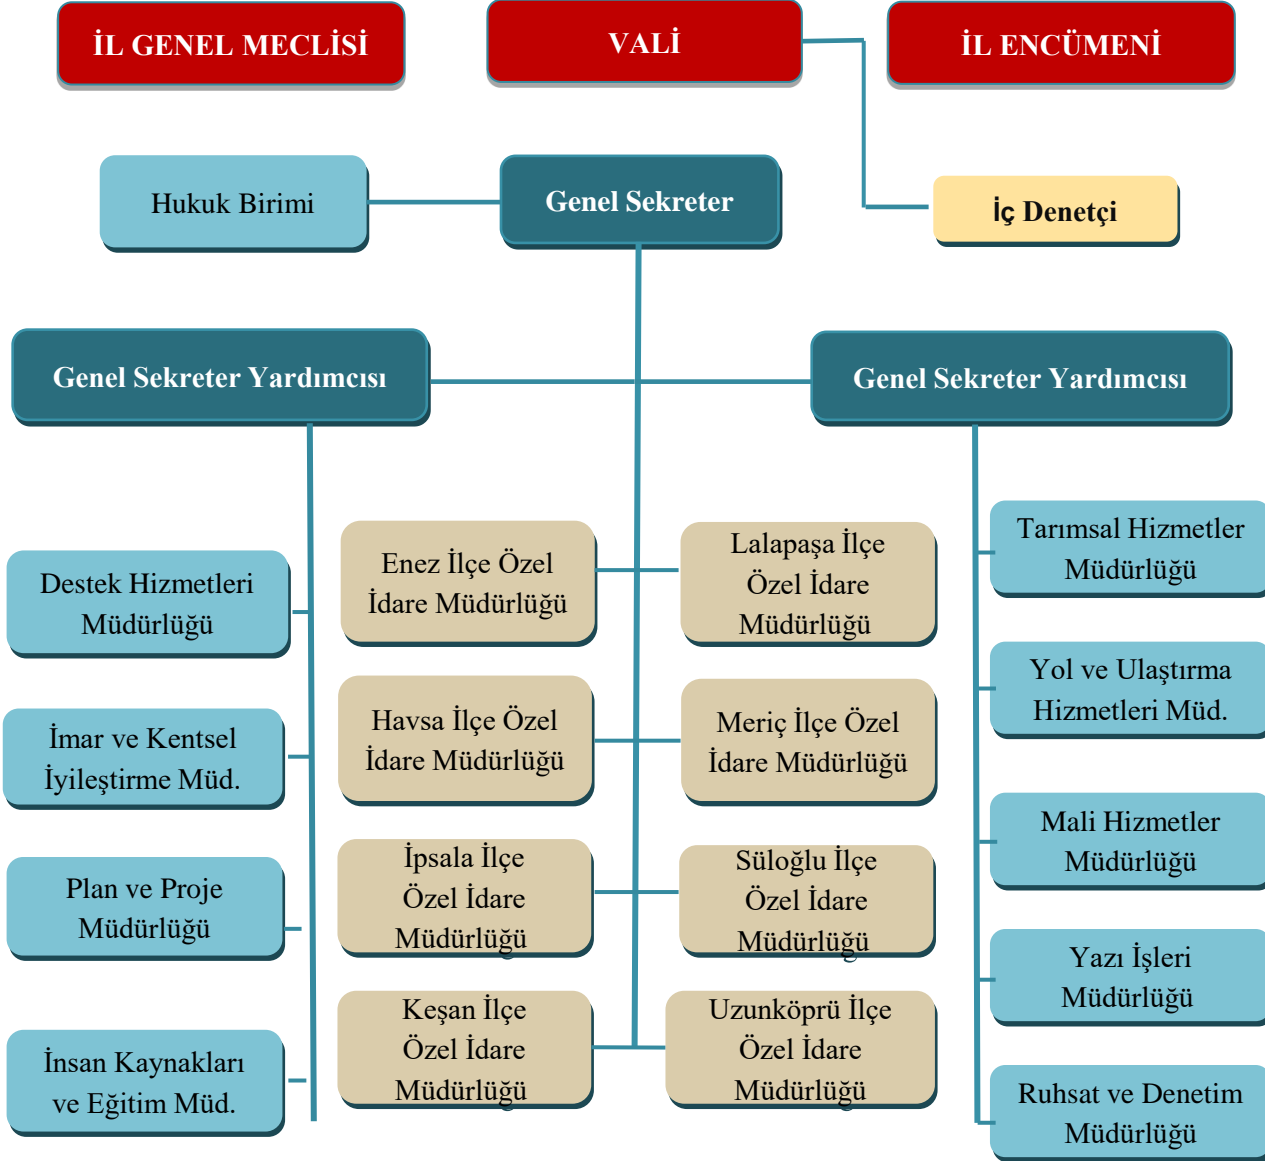 İL GENEL MECLİSİ
VALİ
İL ENCÜMENİ
Hukuk Birimi
Genel Sekreter
İç Denetçi
Genel Sekreter Yardımcısı
Genel Sekreter Yardımcısı
Destek Hizmetleri
Müdürlüğü
İmar ve Kentsel
İyileştirme Müd.
Plan ve Proje
Müdürlüğü
İnsan Kaynakları
ve Eğitim Müd.
Enez İlçe Özel
İdare Müdürlüğü
Havsa İlçe Özel
İdare Müdürlüğü
İpsala İlçe
Özel İdare
Müdürlüğü
Keşan İlçe
Özel İdare
Müdürlüğü
Lalapaşa İlçe
Özel İdare
Müdürlüğü
Meriç İlçe Özel
İdare Müdürlüğü
Süloğlu İlçe
Özel İdare
Müdürlüğü
Uzunköprü İlçe
Özel İdare
Müdürlüğü
Tarımsal Hizmetler
Müdürlüğü
Yol ve Ulaştırma
Hizmetleri Müd.
Mali Hizmetler
Müdürlüğü
Yazı İşleri
Müdürlüğü
Ruhsat ve Denetim
Müdürlüğü